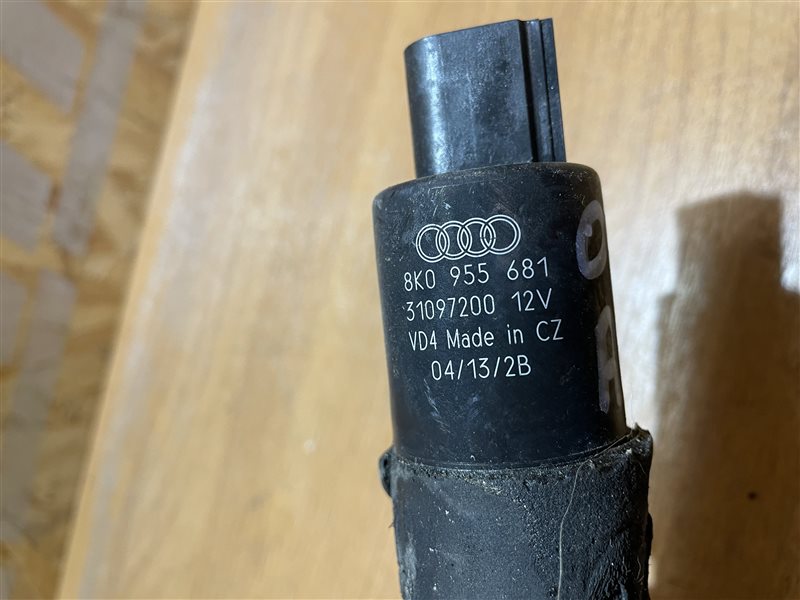 8K0 955 681
31097200 12V
VD4 Made in CZ
04/13/2B